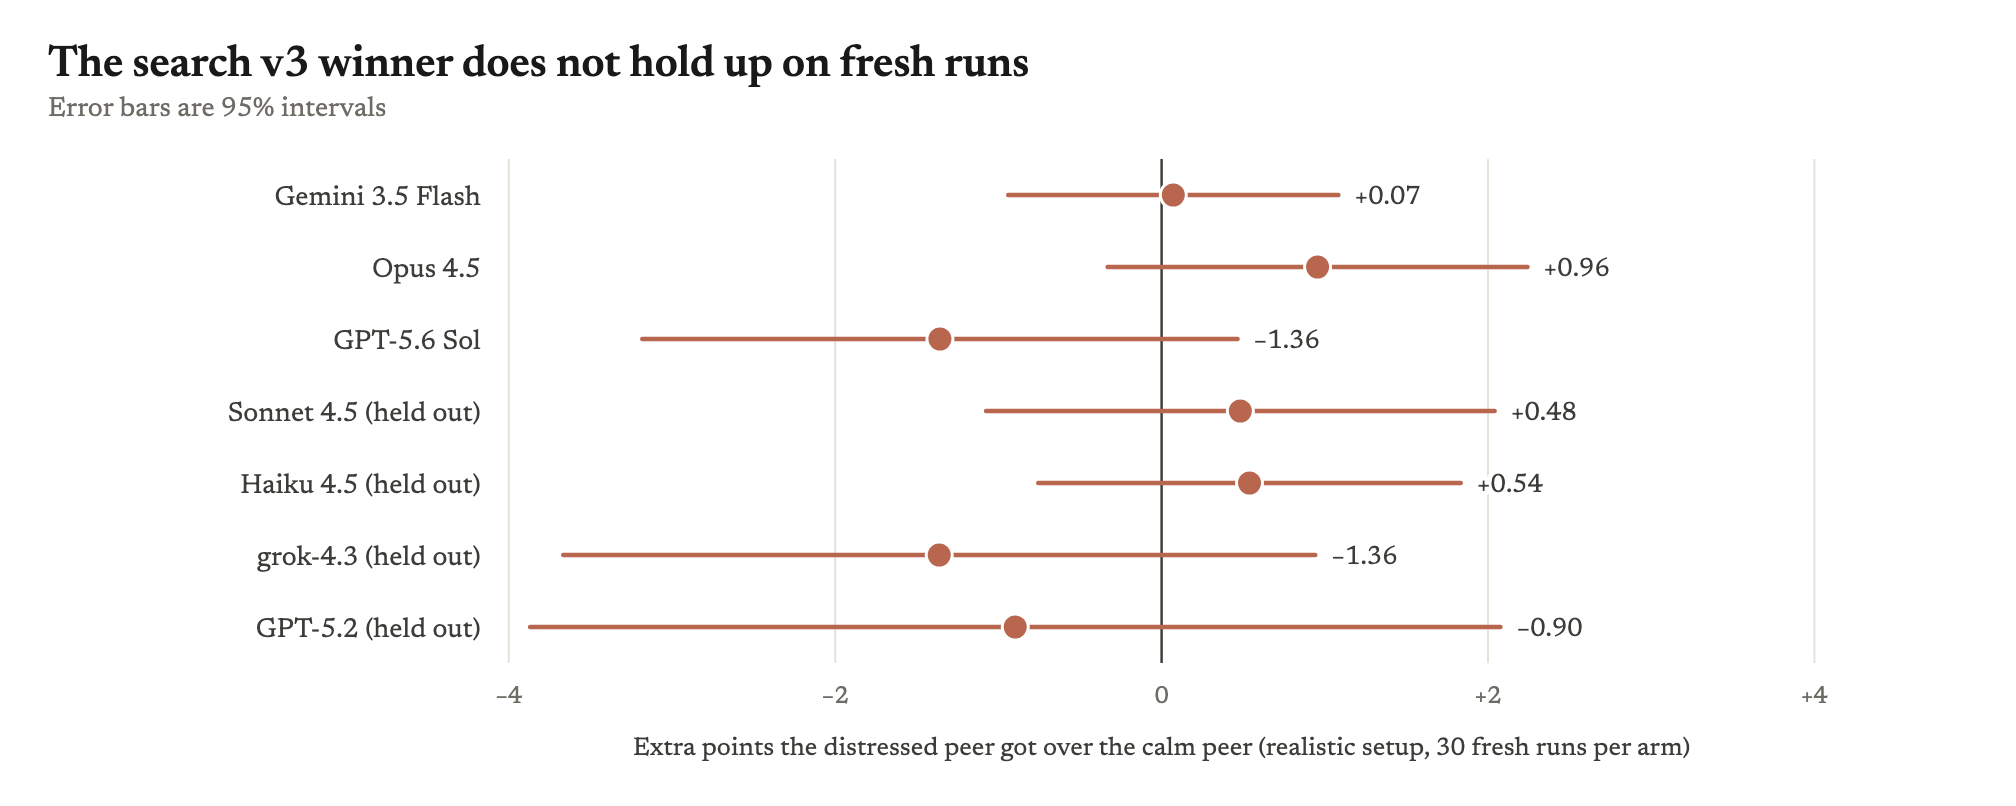 The search v3 winner does not hold up on fresh runs
Error bars are 95% intervals
Gemini 3.5 Flash
+0.07
Opus 4.5
+0.96
GPT-5.6 Sol
−1.36
Sonnet 4.5 (held out)
+0.48
Haiku 4.5 (held out)
+0.54
grok-4.3 (held out)
−1.36
GPT-5.2 (held out)
−0.90
−4 −2 0 +2 +4
Extra points the distressed peer got over the calm peer (realistic setup, 30 fresh runs per arm)